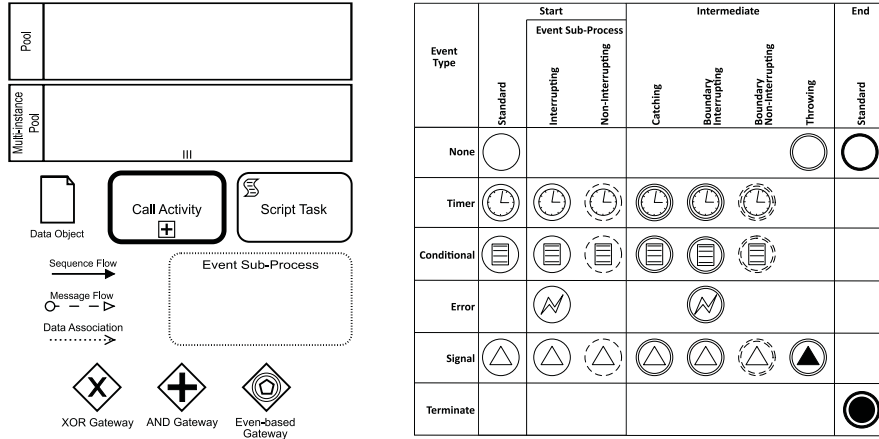 Pool
Multi-instance
Pool
Data Object
Call Activity
Script Task
Sequence Flow
Message Flow
Data Association
Event Sub-Process
X
XOR Gateway
AND Gateway
Even-based
Gateway
Event
Type
Start
Intermediate
End
Event Sub-Process
Standard
Interrupting
Non-Interrupting
Catching
Boundary
Interrupting
Boundary
Non-Interrupting
Throwing
Standard
None
Timer
Conditional
Error
Signal
Terminate